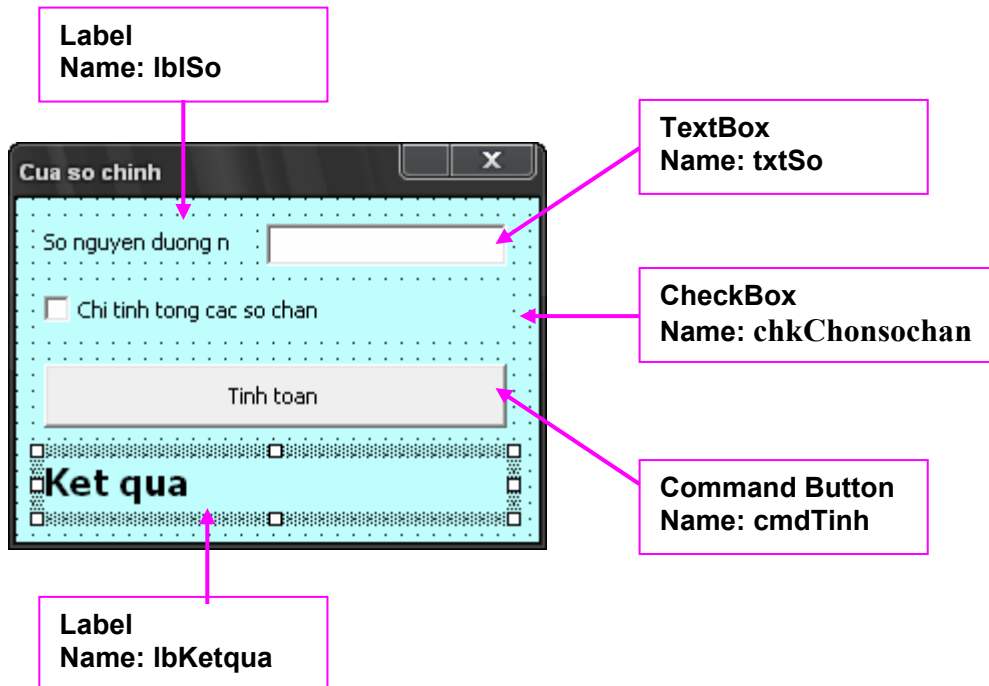 Label
Name: lblSo
TextBox
Name: txtSo
Cua so chinh
X
So nguyen duong n
CheckBox
Name: chkChonsochan
Chi tinh tong cac so chan
Tinh toan
Command Button
Name: cmdTinh
Ket qua
Label
Name: lbKetqua